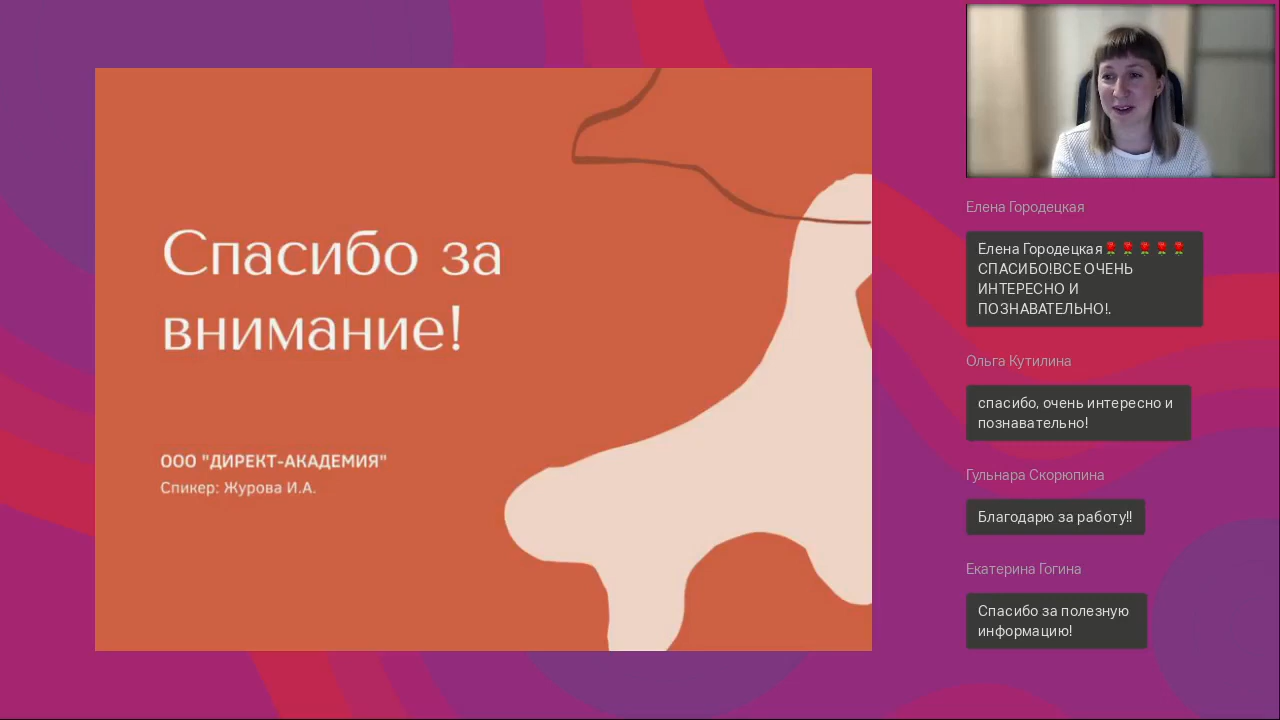 Спасибо за
внимание!
ООО "ДИРЕКТ-АКАДЕМИЯ"
Спикер: Журова И.А.
Елена Городецкая
Елена Городецкая🌹🌹🌹🌹🌹
СПАСИБО!ВСЕ ОЧЕНЬ
ИНТЕРЕСНО И
ПОЗНАВАТЕЛЬНО!.
Ольга Кутилина
спасибо, очень интересно и
познавательно!
Гульнара Скорюпина
Благодарю за работу!!
Екатерина Гогина
Спасибо за полезную
информацию!